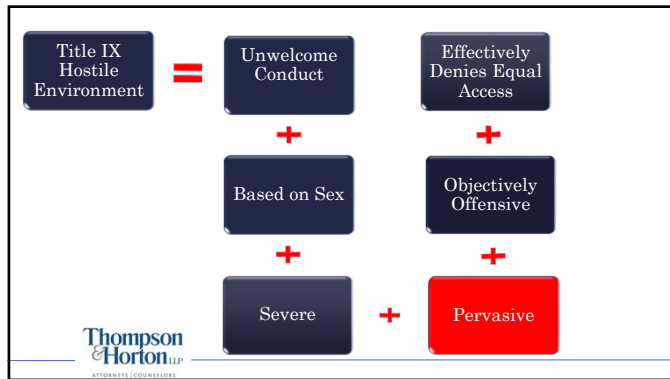 Title IX
Hostile
Environment
=
Unwelcome
Conduct
+
Based on Sex
+
Severe
+
Pervasive
+
Objectively
Offensive
+
Effectively
Denies Equal
Access
Thompson
& Horton LLP
ATTORNEYS | COUNSELORS